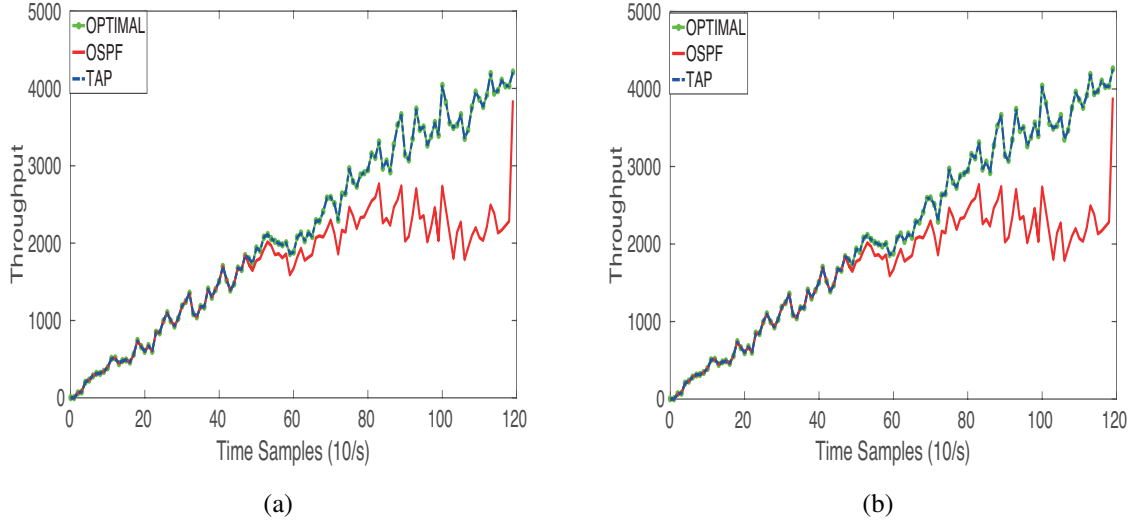 5000
4000
3000
2000
1000
0
Throughput
OPTIMAL
OSPF
TAP
0 20 40 60 80 100 120
Time Samples (10/s)
(a)
5000
4000
3000
2000
1000
0
Throughput
OPTIMAL
OSPF
TAP
0 20 40 60 80 100 120
Time Samples (10/s)
(b)